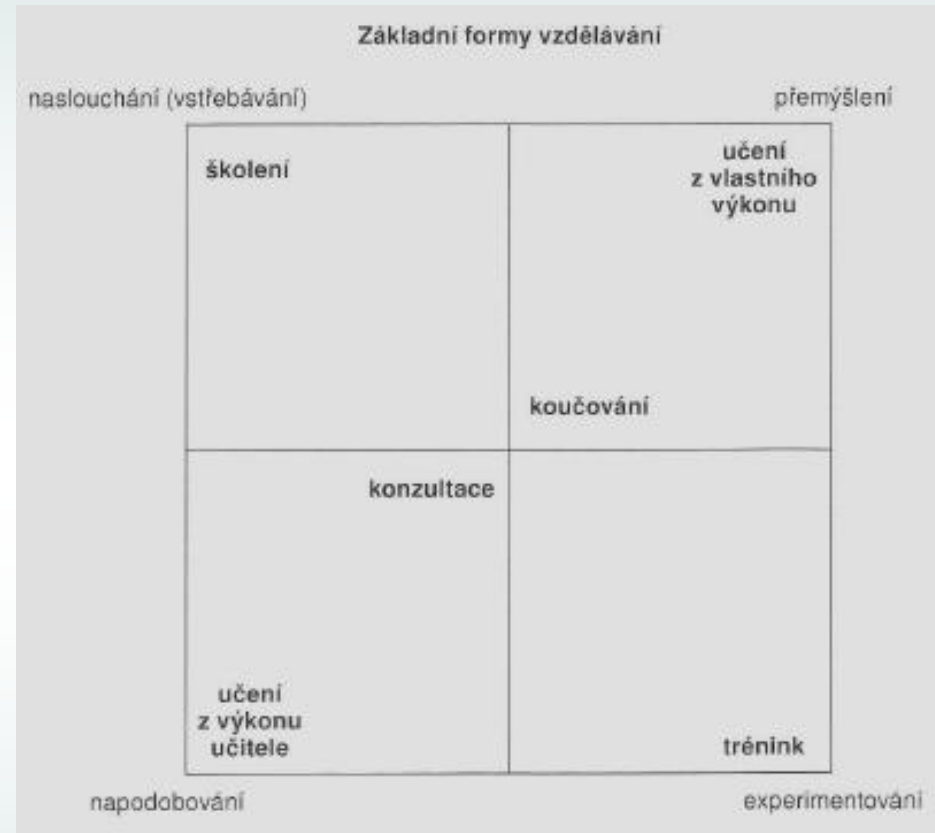 Základní formy vzdělávání
naslouchání (vstřebávání)
přemýšlení
školení
učení
z vlastního
výkonu
koučování
konzultace
učení
z výkonu
učitele
trénink
napodobování
experimentování